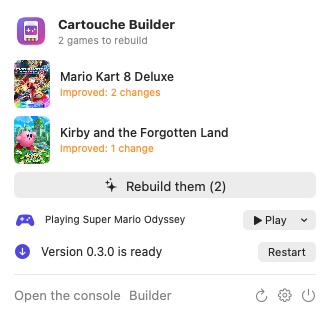 Cartouche Builder
2 games to rebuild
Mario Kart 8 Deluxe
Improved: 2 changes
Kirby and the Forgotten Land
Improved: 1 change
Rebuild them (2)
Playing Super Mario Odyssey
Play
Version 0.3.0 is ready
Restart
Open the console Builder